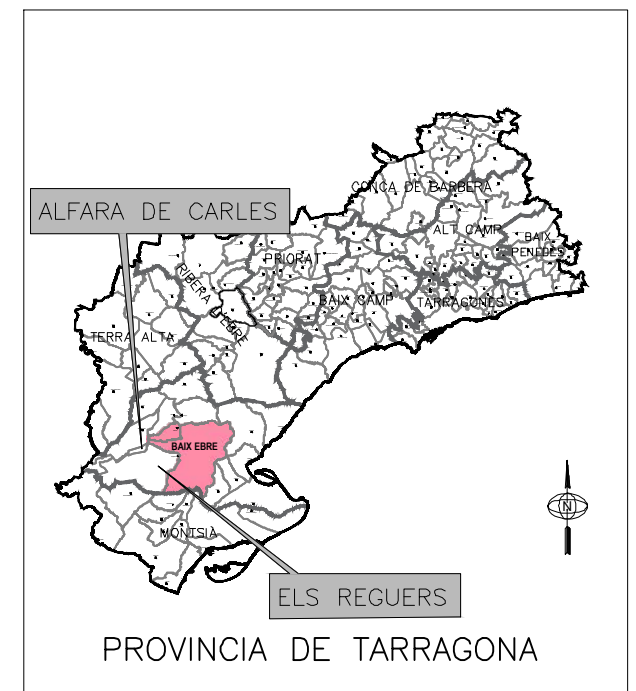 CONCA DE BARBERA
ALFARA DE CARLES
ALT CAMP
BAIX
PENEDES
PRIORAT
RIBERA D'EBRE
BAIX CAMP
TARRAGONES
TERRA ALTA
BAIX EBRE
N
MONTSIA
ELS REGUERS
PROVINCIA DE TARRAGONA